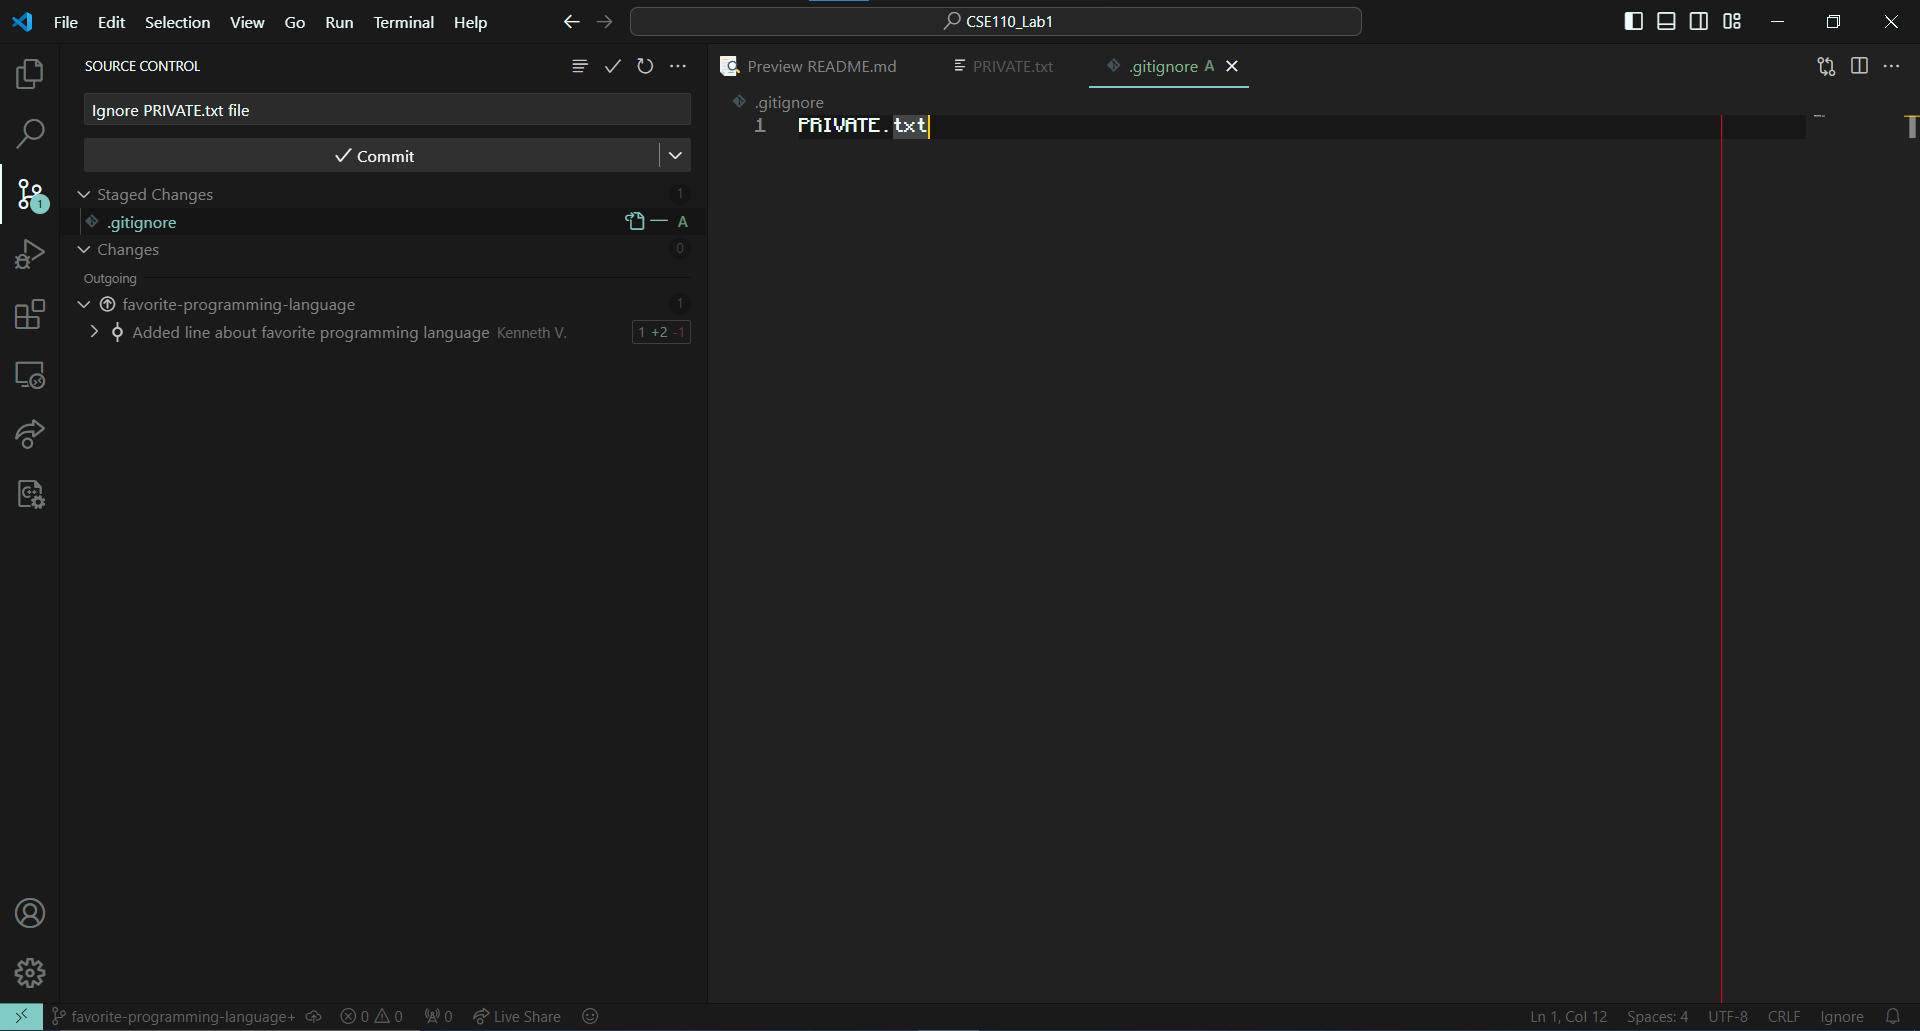 File Edit Selection View Go Run Terminal Help
CSE110_Lab1
SOURCE CONTROL
Ignore PRIVATE.txt file
Commit
Staged Changes 1
.gitignore A
Changes 0
Outgoing
favorite-programming-language 1
Added line about favorite programming language Kenneth V. 1 +2 -1
1
Preview README.md PRIVATE.txt .gitignore A
.gitignore
1 PRIVATE.txt
favorite-programming-language+ 0 0 0 Live Share
Ln 1, Col 12 Spaces: 4 UTF-8 CRLF Ignore